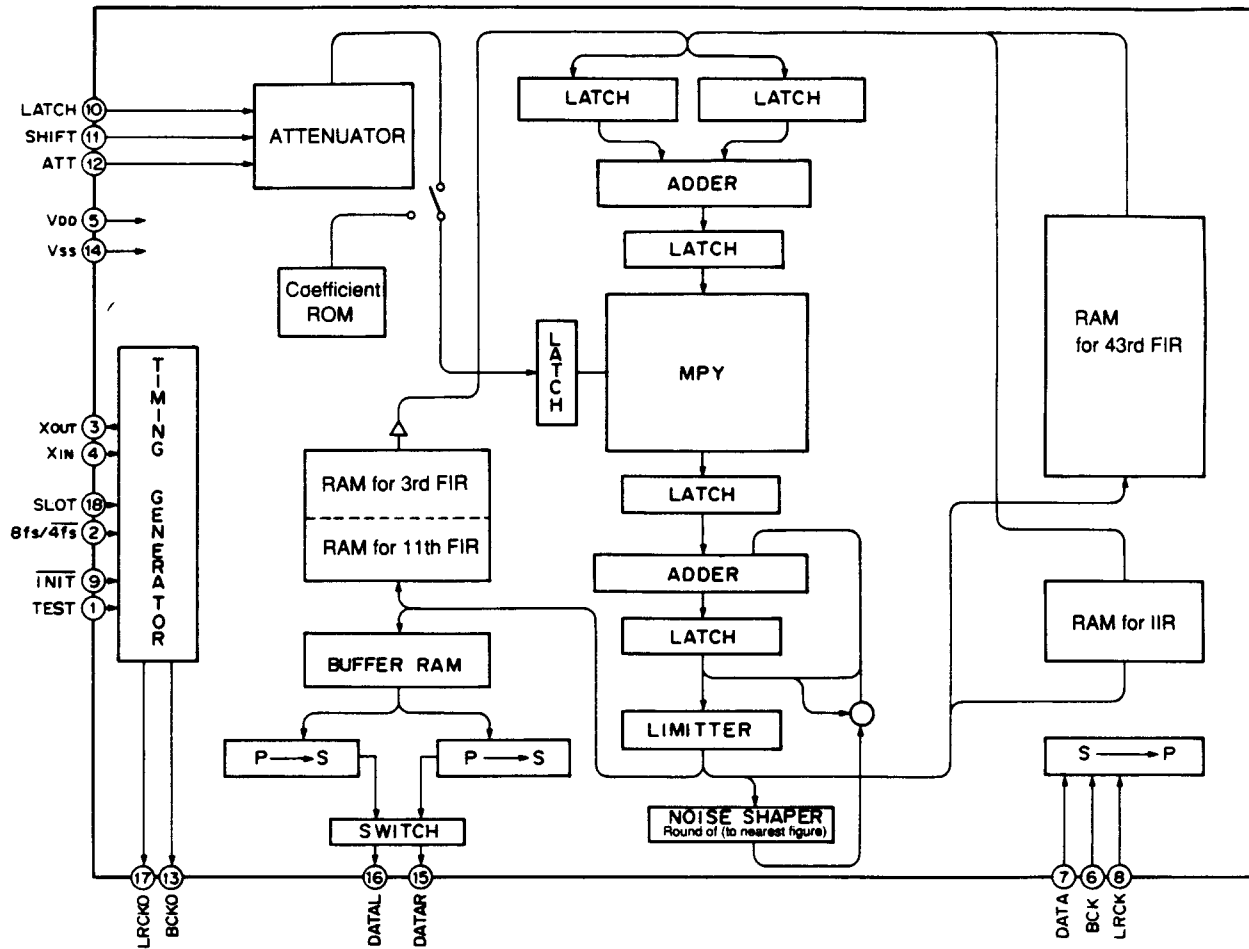 LATCH 10
SHIFT 11
ATT 12
VDD 5
VSS 14
ATTENUATOR
Coefficient
ROM
LATCH
LATCH
ADDER
LATCH
LATCH
MPY
RAM
for 43rd FIR
TIMING GENERATOR
XOUT 3
XIN 4
SLOT 18
8fs/4fs 2
INIT 9
TEST 1
RAM for 3rd FIR
RAM for 11th FIR
LATCH
ADDER
LATCH
LIMITTER
NOISE SHAPER
Round of (to nearest figure)
RAM for IIR
BUFFER RAM
P → S
P → S
SWITCH
S → P
17
13
16
15
7
6
8
LRCKO
BCKO
DATAL
DATAR
DATA
BCK
LRCK